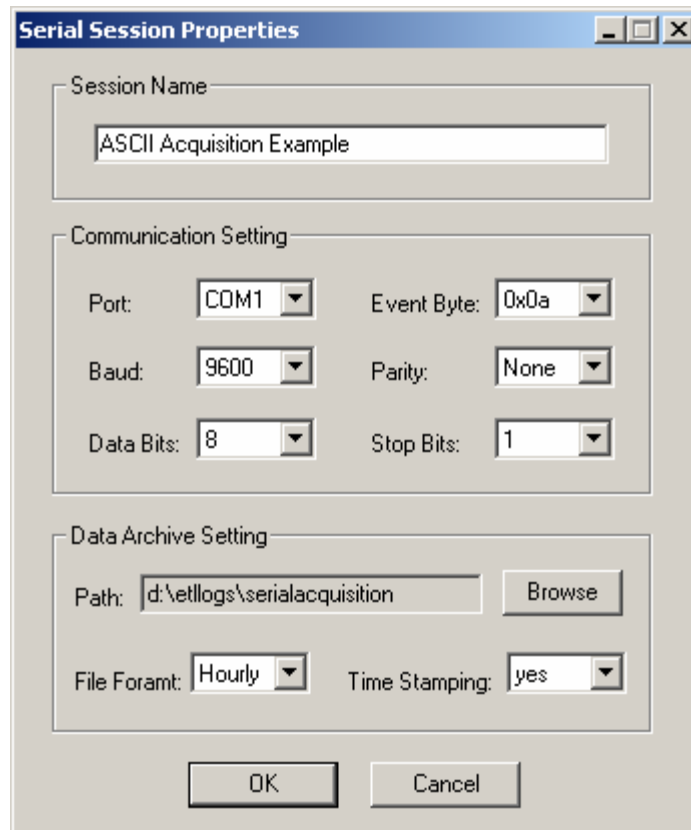 Serial Session Properties
Session Name
ASCII Acquisition Example
Communication Setting
Port: COM1 Event Byte: 0x0a
Baud: 9600 Parity: None
Data Bits: 8 Stop Bits: 1
Data Archive Setting
Path: d:\etllogs\serialacquisition Browse
File Foramt: Hourly Time Stamping: yes
OK Cancel